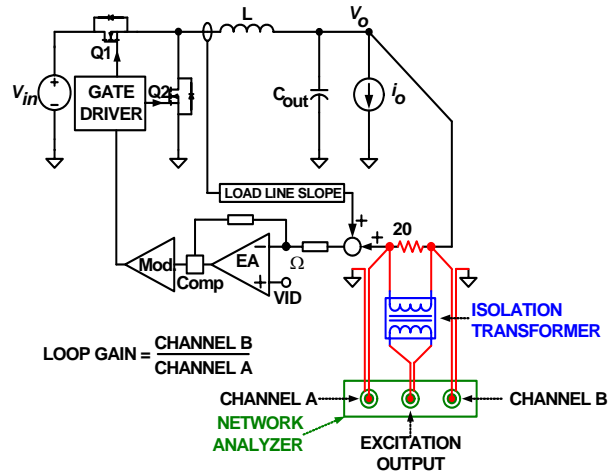 L
Vo
Q1
Vin
+
−
GATE
DRIVER
Q2
Cout
io
LOAD LINE SLOPE
+
20
+
Mod.
Comp
EA
−
+
Ω
VID
ISOLATION
TRANSFORMER
LOOP GAIN = CHANNEL B
CHANNEL A
CHANNEL A
CHANNEL B
NETWORK
ANALYZER
EXCITATION
OUTPUT